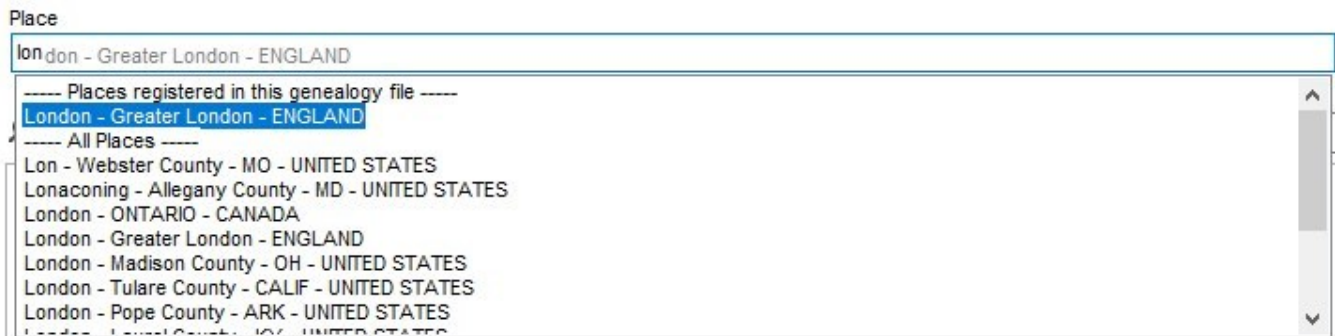 Place
london - Greater London - ENGLAND
----- Places registered in this genealogy file -----
London - Greater London - ENGLAND
----- All Places -----
Lon - Webster County - MO - UNITED STATES
Lonaconing - Allegany County - MD - UNITED STATES
London - ONTARIO - CANADA
London - Greater London - ENGLAND
London - Madison County - OH - UNITED STATES
London - Tulare County - CALIF - UNITED STATES
London - Pope County - ARK - UNITED STATES